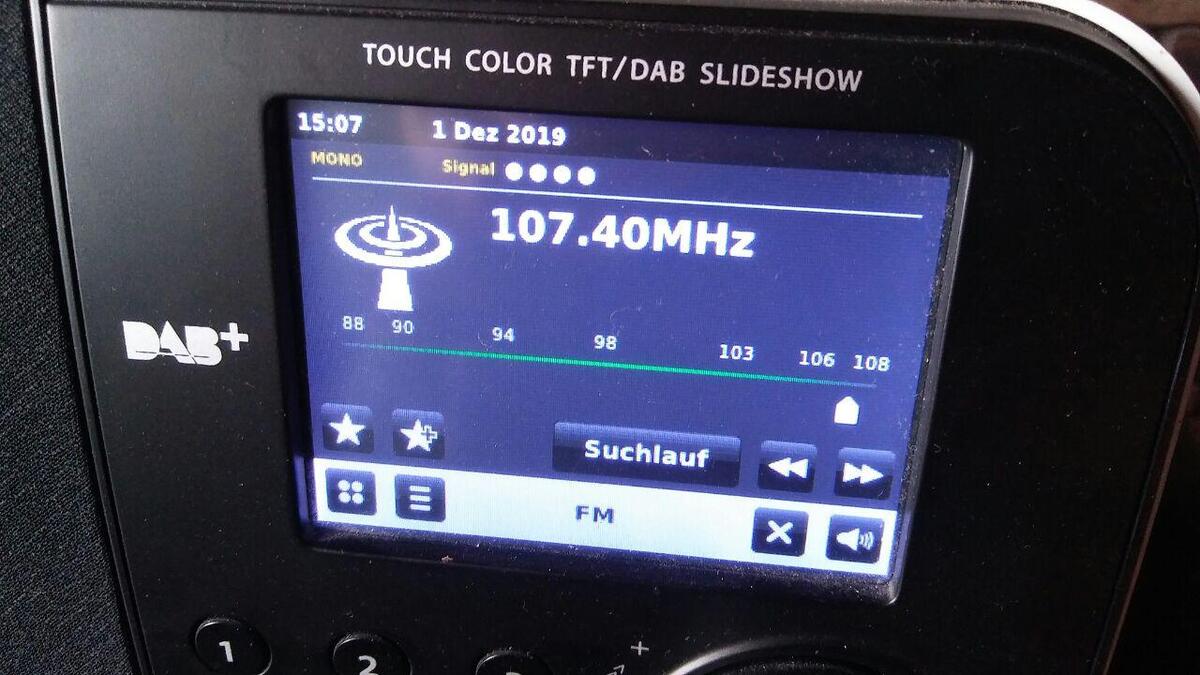 TOUCH COLOR TFT/DAB SLIDESHOW
15:07 1 Dez 2019
MONO Signal
107.40MHz
88 90 94 98 103 106 108
DAB+
Suchlauf
FM
1 2